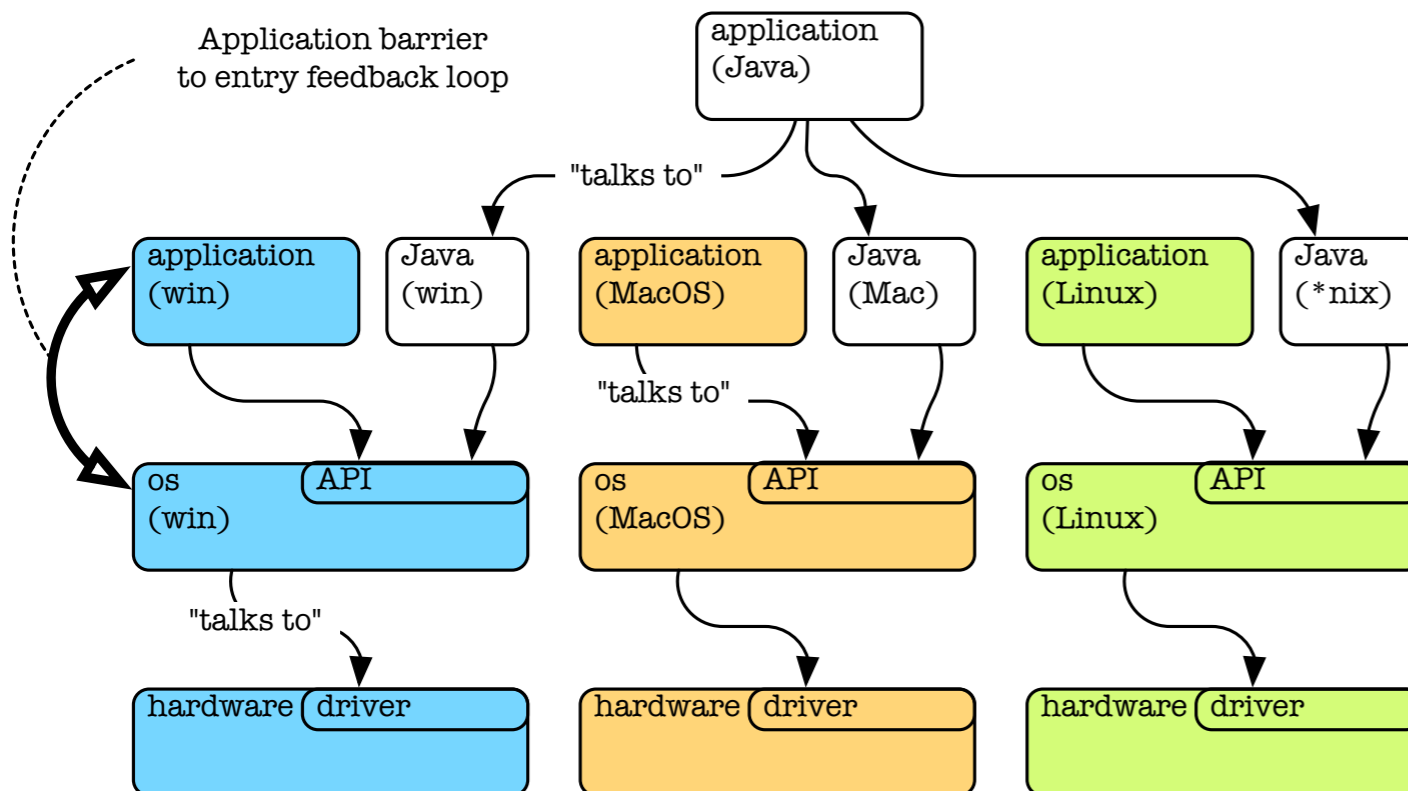 Application barrier
to entry feedback loop
application
(Java)
"talks to"
application
(win)
Java
(win)
application
(MacOS)
Java
(Mac)
application
(Linux)
Java
(*nix)
"talks to"
os
(win)
API
os
(MacOS)
API
os
(Linux)
API
"talks to"
hardware
driver
hardware
driver
hardware
driver